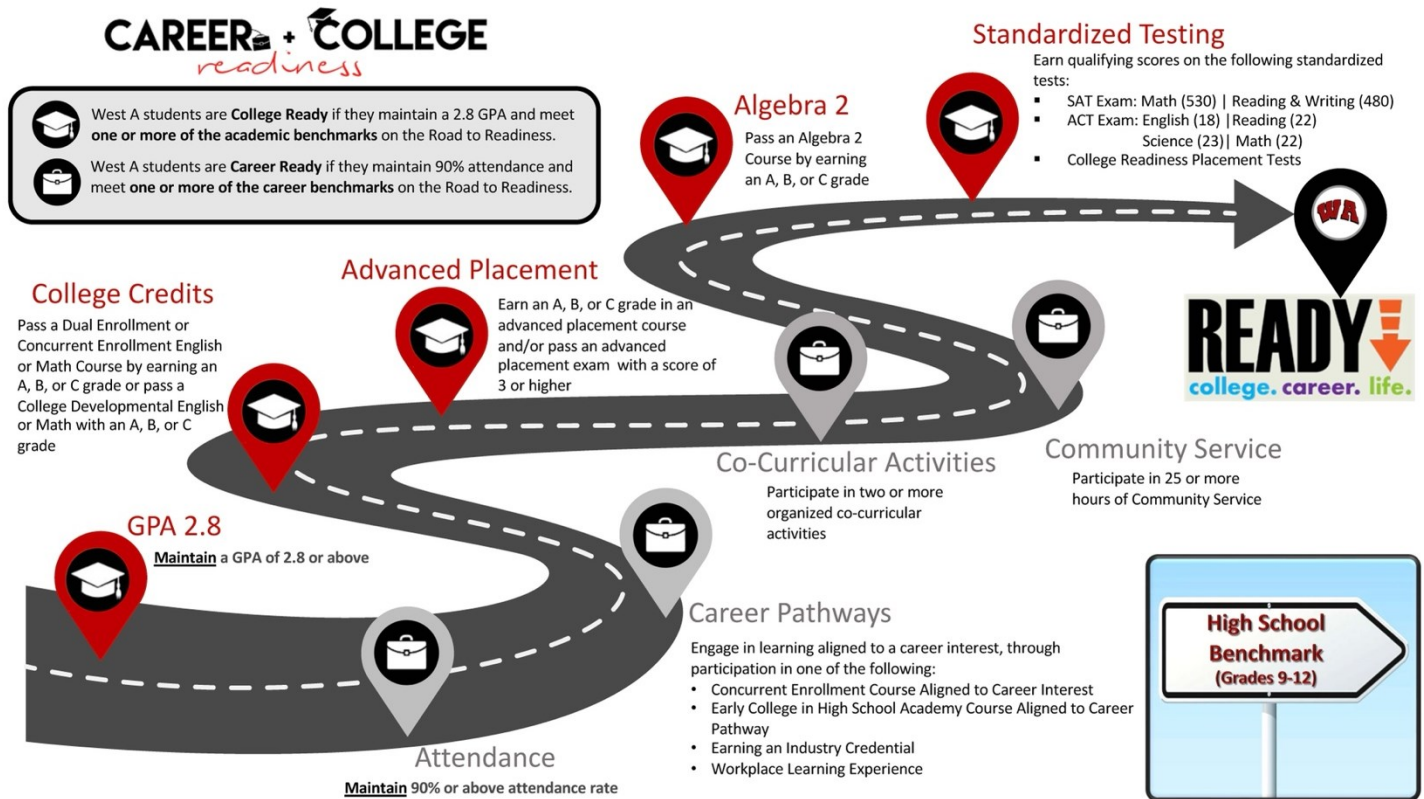 CAREER + COLLEGE
readiness
West A students are College Ready if they maintain a 2.8 GPA and meet
one or more of the academic benchmarks on the Road to Readiness.
West A students are Career Ready if they maintain 90% attendance and
meet one or more of the career benchmarks on the Road to Readiness.
Standardized Testing
Earn qualifying scores on the following standardized
tests:
▪ SAT Exam: Math (530) | Reading & Writing (480)
▪ ACT Exam: English (18) |Reading (22)
Science (23)| Math (22)
▪ College Readiness Placement Tests
Algebra 2
Pass an Algebra 2
Course by earning
an A, B, or C grade
WA
READY
college. career. life.
Advanced Placement
Earn an A, B, or C grade in an
advanced placement course
and/or pass an advanced
placement exam with a score of
3 or higher
College Credits
Pass a Dual Enrollment or
Concurrent Enrollment English
or Math Course by earning an
A, B, or C grade or pass a
College Developmental English
or Math with an A, B, or C
grade
Co-Curricular Activities
Participate in two or more
organized co-curricular
activities
Community Service
Participate in 25 or more
hours of Community Service
GPA 2.8
Maintain a GPA of 2.8 or above
Career Pathways
Engage in learning aligned to a career interest, through
participation in one of the following:
• Concurrent Enrollment Course Aligned to Career Interest
• Early College in High School Academy Course Aligned to Career
Pathway
• Earning an Industry Credential
• Workplace Learning Experience
Attendance
Maintain 90% or above attendance rate
High School
Benchmark
(Grades 9-12)